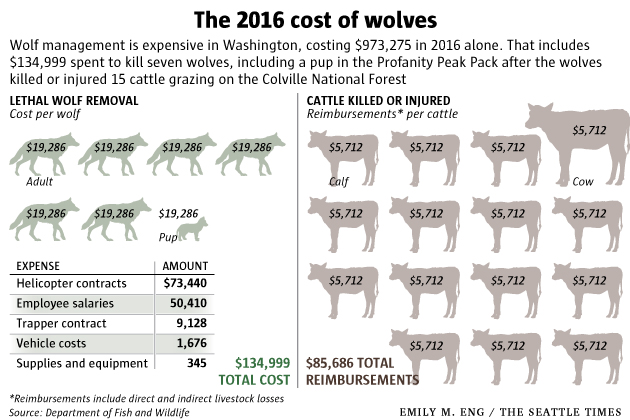 The 2016 cost of wolves
Wolf management is expensive in Washington, costing $973,275 in 2016 alone. That includes
$134,999 spent to kill seven wolves, including a pup in the Profanity Peak Pack after the wolves
killed or injured 15 cattle grazing on the Colville National Forest
LETHAL WOLF REMOVAL
Cost per wolf
$19,286 $19,286 $19,286 $19,286
Adult
$19,286 $19,286 $19,286
Pup
EXPENSE AMOUNT
Helicopter contracts $73,440
Employee salaries 50,410
Trapper contract 9,128
Vehicle costs 1,676
Supplies and equipment 345
$134,999
TOTAL COST
CATTLE KILLED OR INJURED
Reimbursements* per cattle
$5,712 $5,712 $5,712 $5,712
Calf Cow
$5,712 $5,712 $5,712 $5,712
$5,712 $5,712 $5,712 $5,712
$5,712 $5,712 $5,712
$85,686 TOTAL
REIMBURSEMENTS
*Reimbursements include direct and indirect livestock losses
Source: Department of Fish and Wildlife
EMILY M. ENG / THE SEATTLE TIMES